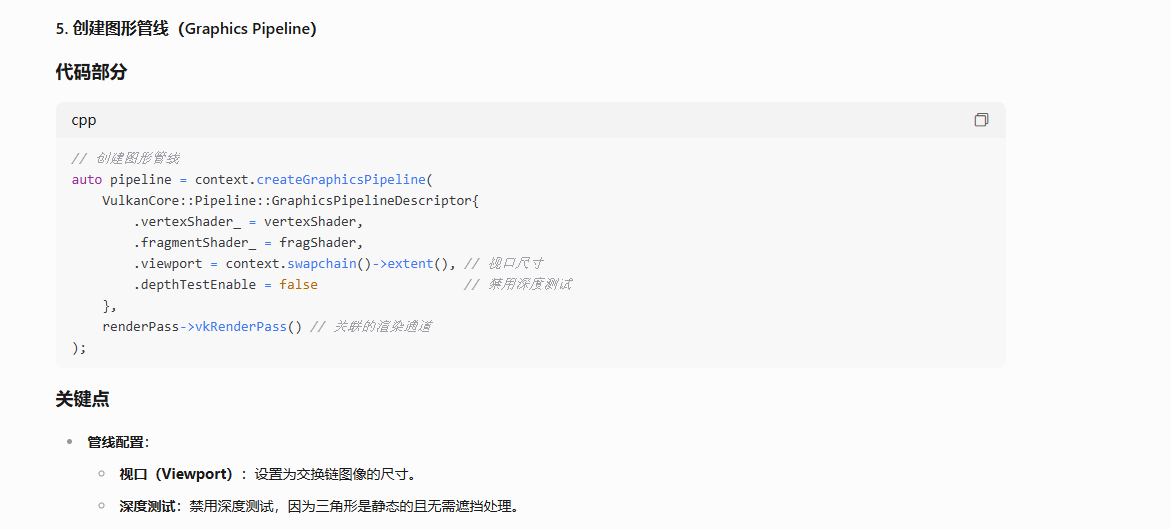 5. 创建图形管线（Graphics Pipeline）
代码部分
cpp
// 创建图形管线
auto pipeline = context.createGraphicsPipeline(
    VulkanCore::Pipeline::GraphicsPipelineDescriptor{
        .vertexShader_ = vertexShader,
        .fragmentShader_ = fragShader,
        .viewport = context.swapchain()->extent(), // 视口尺寸
        .depthTestEnable = false                   // 禁用深度测试
    },
    renderPass->vkRenderPass() // 关联的渲染通道
);
关键点
• 管线配置：
○ 视口（Viewport）：设置为交换链图像的尺寸。
○ 深度测试：禁用深度测试，因为三角形是静态的且无需遮挡处理。